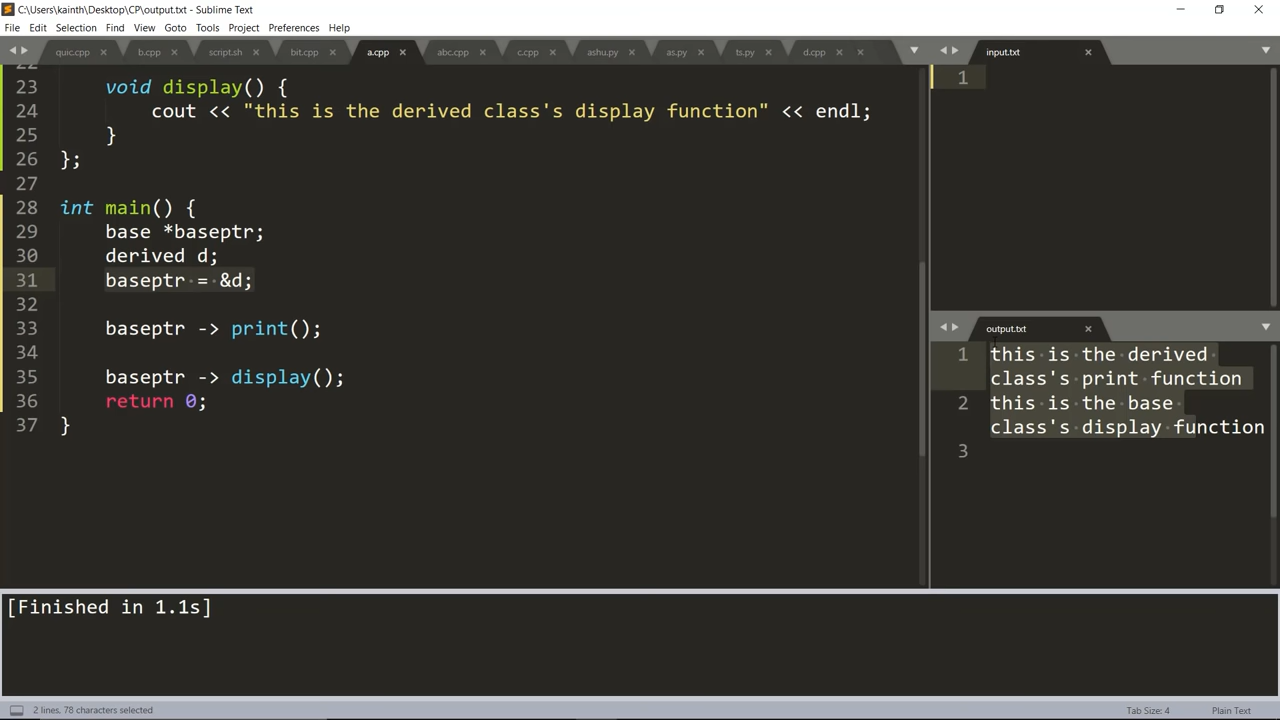 C:\Users\kainth\Desktop\CP\output.txt - Sublime Text
File Edit Selection Find View Goto Tools Project Preferences Help
quic.cpp b.cpp script.sh bit.cpp a.cpp abc.cpp c.cpp ashu.py as.py ts.py d.cpp
22
23 void display() {
24 cout << "this is the derived class's display function" << endl;
25 }
26 };
27
28 int main() {
29 base *baseptr;
30 derived d;
31 baseptr = &d;
32
33 baseptr -> print();
34
35 baseptr -> display();
36 return 0;
37 }
input.txt
1
output.txt
1 this is the derived
class's print function
2 this is the base
class's display function
3
[Finished in 1.1s]
2 lines, 78 characters selected
Tab Size: 4
Plain Text